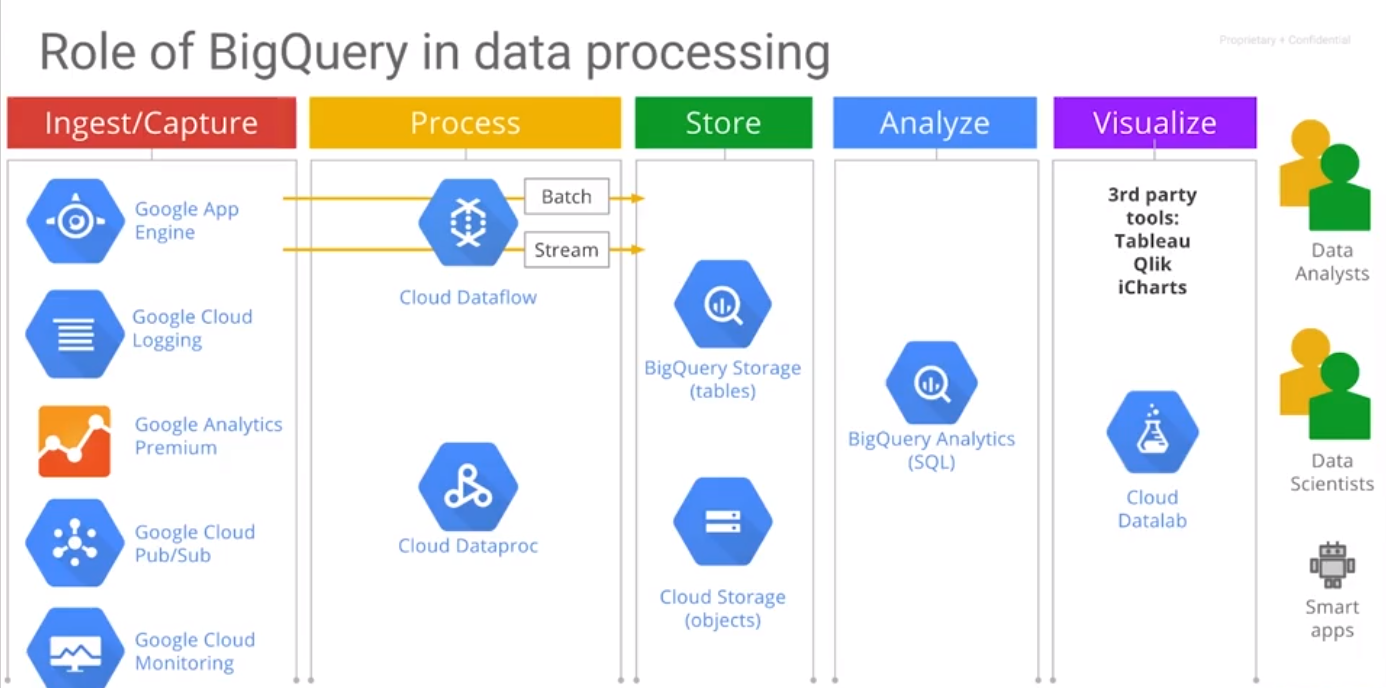 Role of BigQuery in data processing
Proprietary + Confidential
Ingest/Capture
Process
Store
Analyze
Visualize
Google App
Engine
Google Cloud
Logging
Google Analytics
Premium
Google Cloud
Pub/Sub
Google Cloud
Monitoring
Batch
Stream
Cloud Dataflow
Cloud Dataproc
BigQuery Storage
(tables)
Cloud Storage
(objects)
BigQuery Analytics
(SQL)
3rd party
tools:
Tableau
Qlik
iCharts
Cloud
Datalab
Data
Analysts
Data
Scientists
Smart
apps